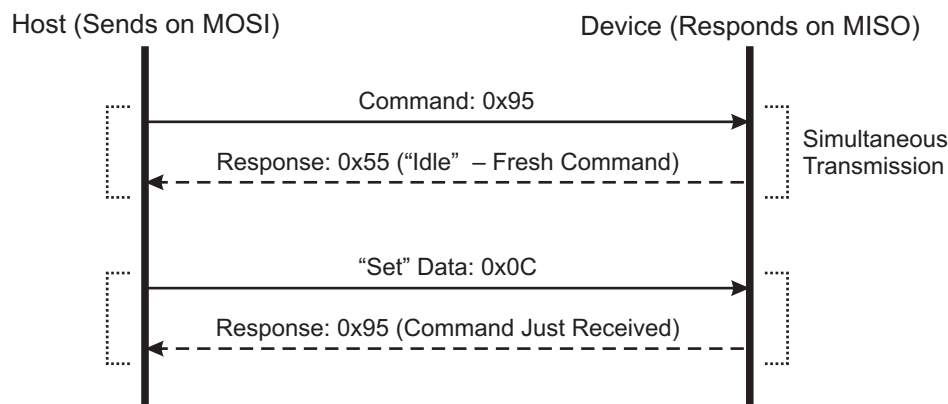 Host (Sends on MOSI)
Device (Responds on MISO)
Command: 0x95
Response: 0x55 (“Idle” – Fresh Command)
Simultaneous
Transmission
“Set” Data: 0x0C
Response: 0x95 (Command Just Received)